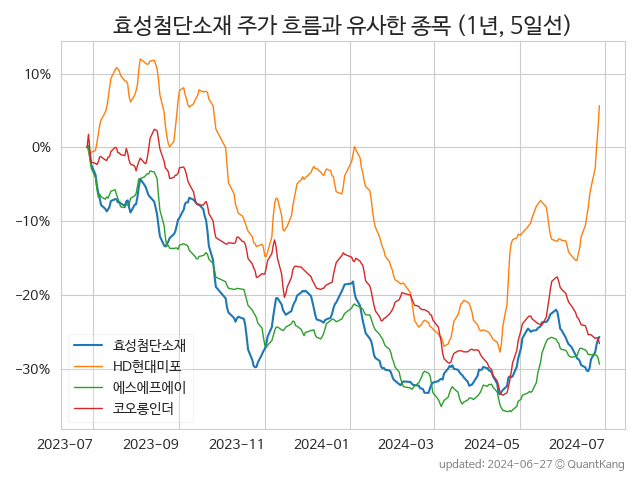 효성첨단소재 주가 흐름과 유사한 종목 (1년, 5일선)
10%
0%
−10%
−20%
−30%
효성첨단소재
HD현대미포
에스에프에이
코오롱인더
2023-07 2023-09 2023-11 2024-01 2024-03 2024-05 2024-07
updated: 2024-06-27 © QuantKang